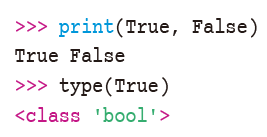 >>> print(True, False)
True False
>>> type(True)
<class 'bool'>